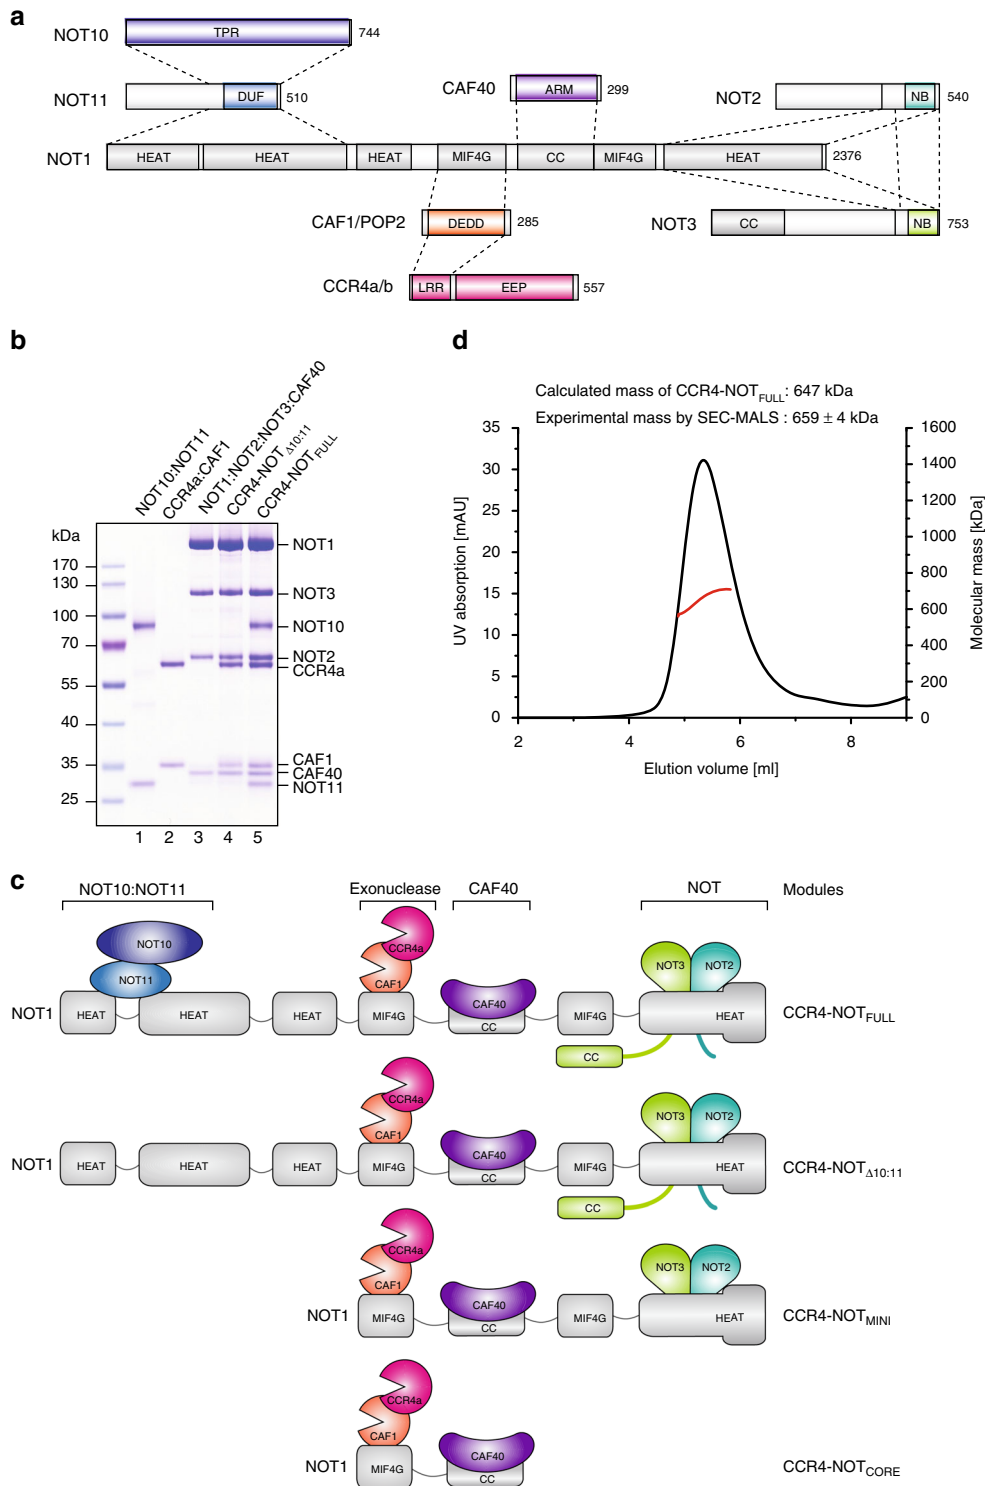 a
NOT10 TPR 744
NOT11 DUF 510
CAF40 ARM 299
NOT2 NB 540
NOT1 HEAT HEAT HEAT MIF4G CC MIF4G HEAT 2376
CAF1/POP2 DEDD 285
NOT3 CC NB 753
CCR4a/b LRR EEP 557
b
NOT10:NOT11
CCR4a:CAF1
NOT1:NOT2:NOT3:CAF40
CCR4-NOTΔ10:11
CCR4-NOTFULL
kDa
170
130
100
70
55
40
35
25
NOT1
NOT3
NOT10
NOT2
CCR4a
CAF1
CAF40
NOT11
1 2 3 4 5
d
Calculated mass of CCR4-NOTFULL: 647 kDa
Experimental mass by SEC-MALS : 659 ± 4 kDa
UV absorption [mAU]
35
30
25
20
15
10
5
0
Molecular mass [kDa]
1600
1400
1200
1000
800
600
400
200
0
2 4 6 8
Elution volume [ml]
c
NOT10:NOT11 Exonuclease CAF40 NOT Modules
NOT10
NOT11
CCR4a
CAF1
CAF40
NOT3 NOT2
NOT1 HEAT HEAT HEAT MIF4G CC MIF4G HEAT CCR4-NOTFULL
CC
CCR4a
CAF1
CAF40
NOT3 NOT2
NOT1 HEAT HEAT HEAT MIF4G CC MIF4G HEAT CCR4-NOTΔ10:11
CC
CCR4a
CAF1
CAF40
NOT3 NOT2
NOT1 MIF4G CC MIF4G HEAT CCR4-NOTMINI
CCR4a
CAF1
CAF40
NOT1 MIF4G CC CCR4-NOTCORE